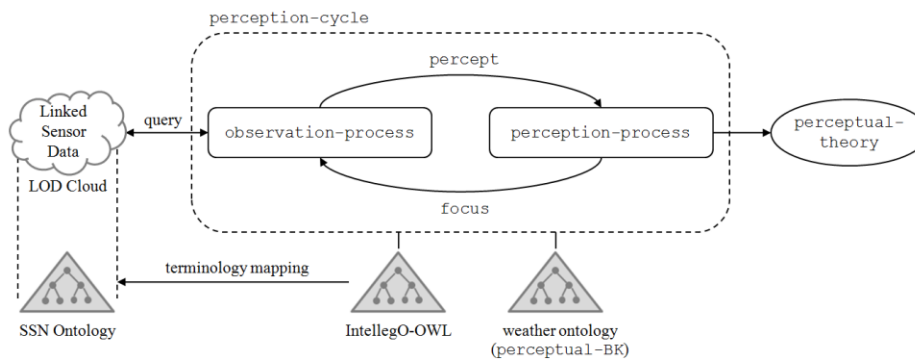 perception-cycle
percept
Linked
Sensor
Data
query
observation-process
perception-process
perceptual-
theory
LOD Cloud
focus
terminology mapping
SSN Ontology
IntellegO-OWL
weather ontology
(perceptual-BK)